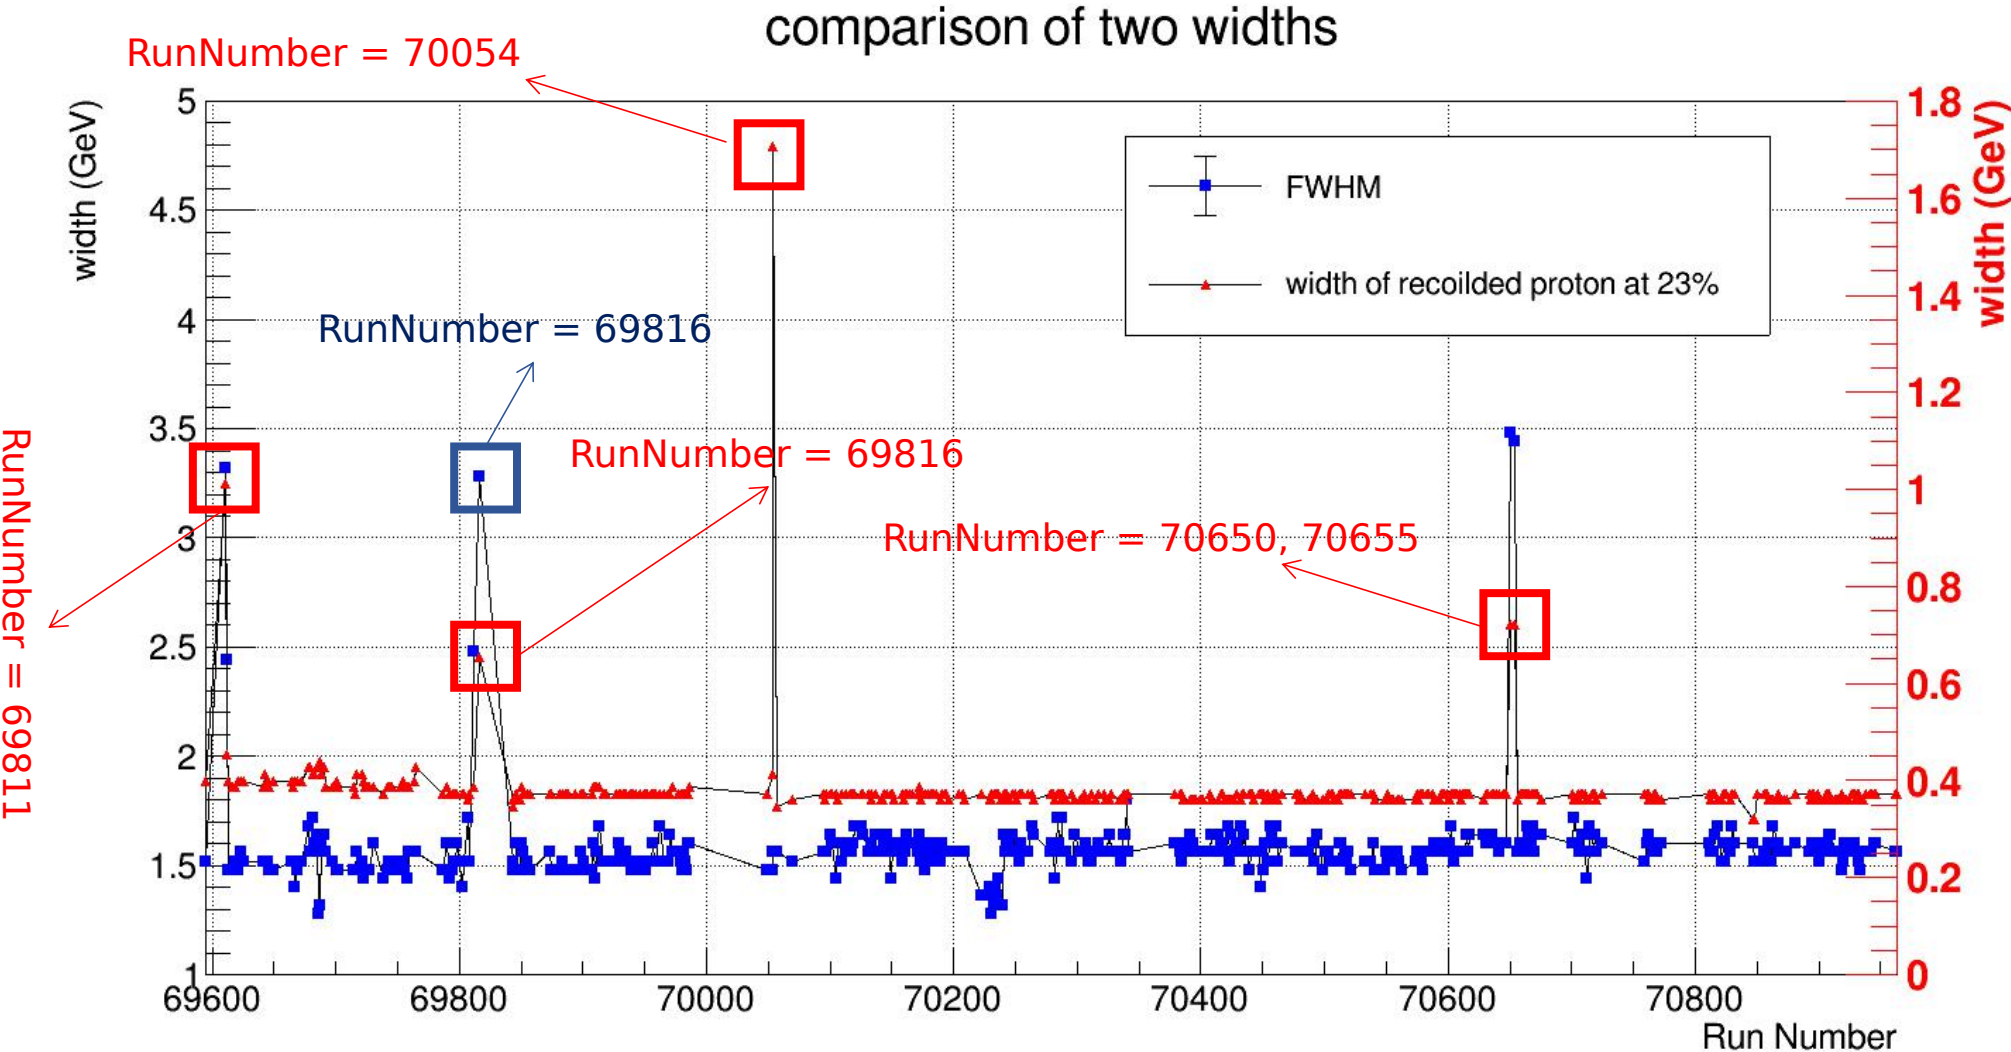 comparison of two widths
RunNumber = 70054
width (GeV)
5
4.5
4
3.5
3
2.5
2
1.5
1
1.8
1.6
1.4
1.2
1
0.8
0.6
0.4
0.2
0
width (GeV)
FWHM
width of recoilded proton at 23%
RunNumber = 69816
RunNumber = 69816
RunNumber = 70650, 70655
RunNumber = 69811
69600
69800
70000
70200
70400
70600
70800
Run Number